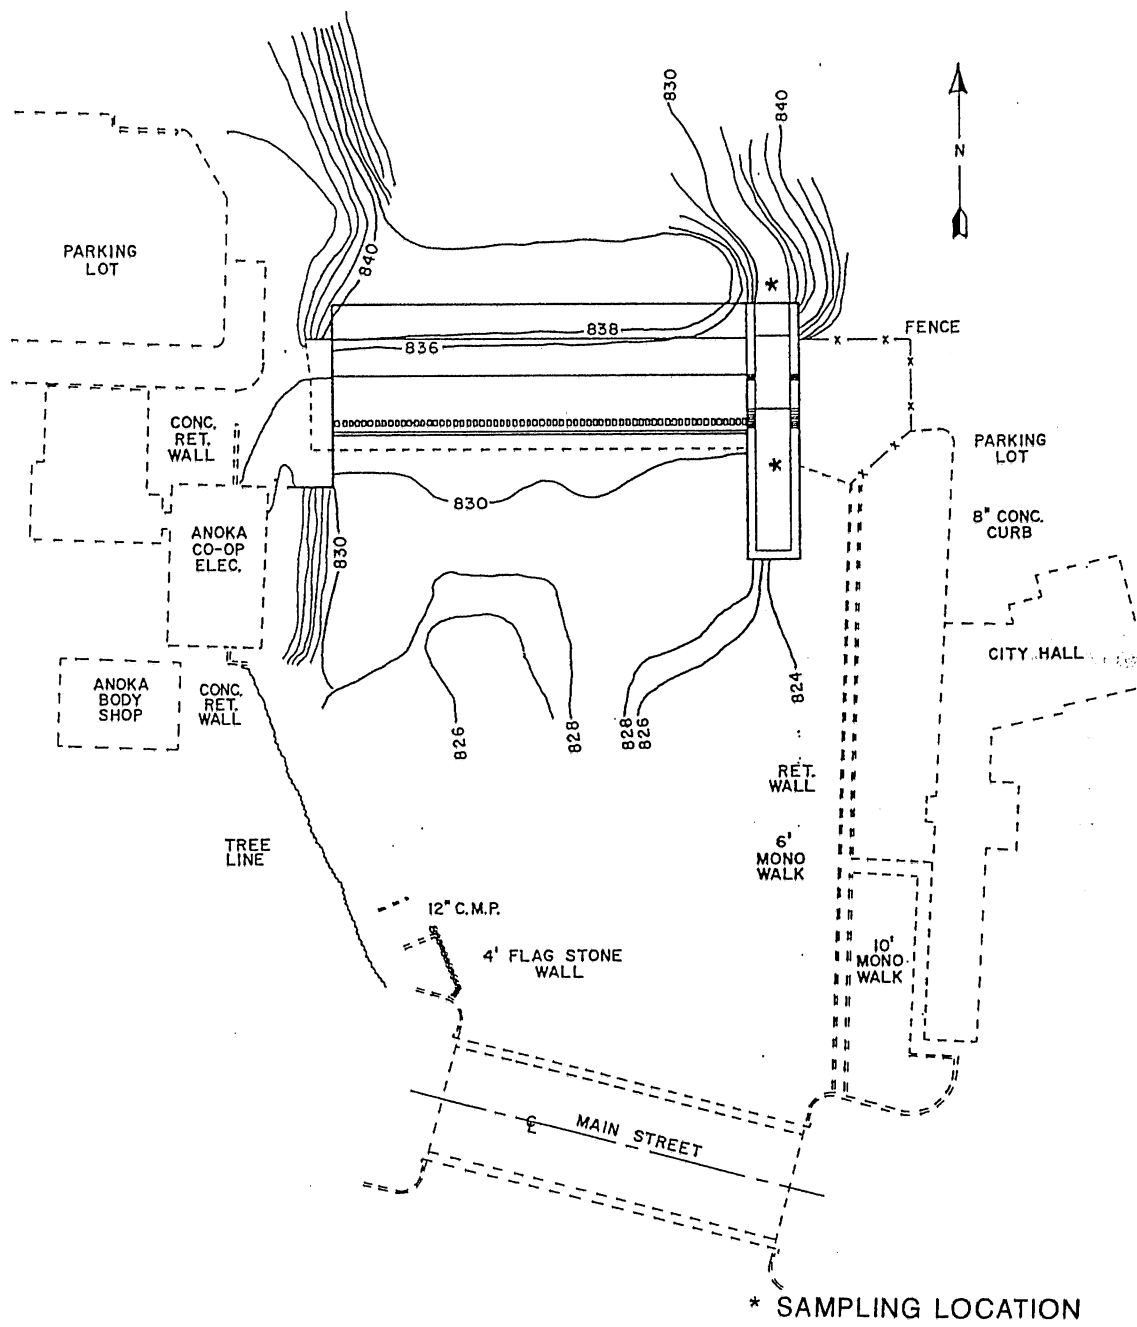 830
840
N
PARKING
LOT
840
838
FENCE
836
CONC.
RET.
WALL
PARKING
LOT
830
8" CONC.
CURB
ANOKA
CO-OP
ELEC.
830
CITY HALL
ANOKA
BODY
SHOP
CONC.
RET.
WALL
824
826
828
828
826
RET.
WALL
TREE
LINE
6'
MONO
WALK
12" C.M.P.
4' FLAG STONE
WALL
10'
MONO
WALK
℄ MAIN STREET
* SAMPLING LOCATION